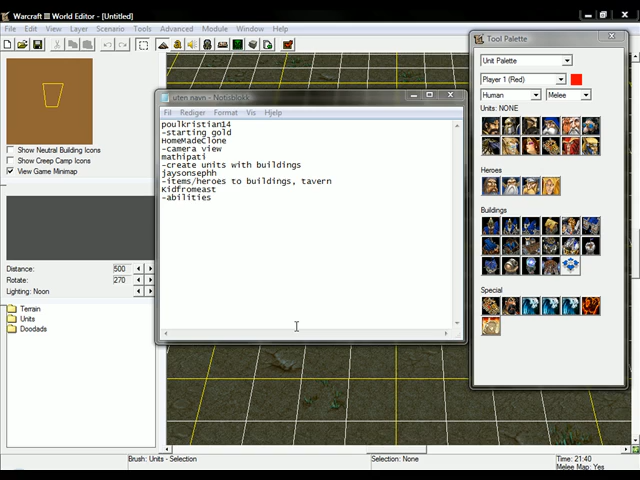 Warcraft III World Editor - [Untitled]
File Edit View Layer Scenario Tools Advanced Module Window Help
Show Neutral Building Icons
Show Creep Camp Icons
View Game Minimap
Distance: 500
Rotate: 270
Lighting: Noon
Terrain
Units
Doodads
uten navn - Notisblokk
Fil Rediger Format Vis Hjelp
poulkristian14
-starting gold
HomeMadeClone
-camera view
mathipati
-create units with buildings
jaysonsephh
-items/heroes to buildings, tavern
Kidfromeast
-abilities
Tool Palette
Unit Palette
Player 1 (Red)
Human Melee
Units: NONE
Heroes
Buildings
Special
Brush: Units - Selection
Selection: None
Time: 21:40
Melee Map: Yes